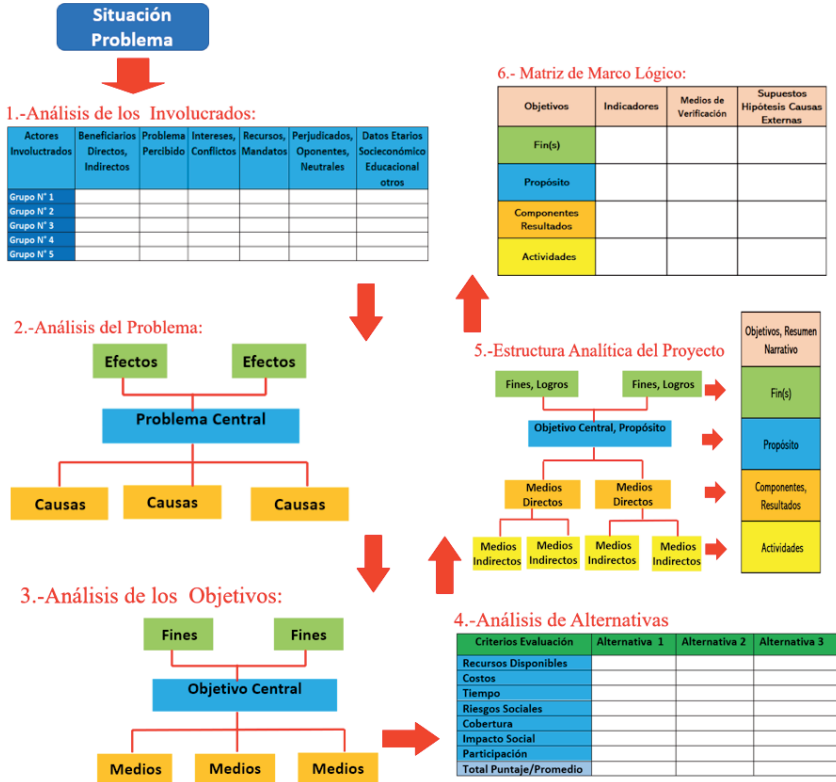 Situación
Problema
1.-Análisis de los Involucrados:
Actores
Involuctrados
Beneficiarios
Directos,
Indirectos
Problema
Percibido
Intereses,
Conflictos
Recursos,
Mandatos
Perjudicados,
Oponentes,
Neutrales
Datos Etarios
Socieconómico
Educacional
otros
Grupo N° 1
Grupo N° 2
Grupo N° 3
Grupo N° 4
Grupo N° 5
2.-Análisis del Problema:
Efectos
Efectos
Problema Central
Causas
Causas
Causas
3.-Análisis de los Objetivos:
Fines
Fines
Objetivo Central
Medios
Medios
Medios
4.-Análisis de Alternativas
Criterios Evaluación
Alternativa 1
Alternativa 2
Alternativa 3
Recursos Disponibles
Costos
Tiempo
Riesgos Sociales
Cobertura
Impacto Social
Participación
Total Puntaje/Promedio
5.-Estructura Analítica del Proyecto
Fines, Logros
Fines, Logros
Objetivo Central, Propósito
Medios
Directos
Medios
Directos
Medios
Indirectos
Medios
Indirectos
Medios
Indirectos
Medios
Indirectos
Objetivos, Resumen
Narrativo
Fin(s)
Propósito
Componentes,
Resultados
Actividades
6.- Matriz de Marco Lógico:
Objetivos
Indicadores
Medios de
Verificación
Supuestos
Hipótesis Causas
Externas
Fin(s)
Propósito
Componentes
Resultados
Actividades